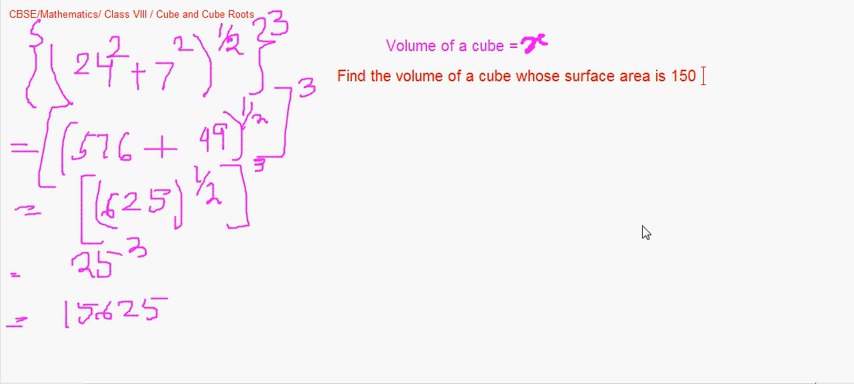 CBSE/Mathematics/ Class VIII / Cube and Cube Roots
{(24² + 7²)^1/2}³
= [(576 + 49)^1/2]³
= [(625)^1/2]³
= 25³
= 15625
Volume of a cube = x
Find the volume of a cube whose surface area is 150